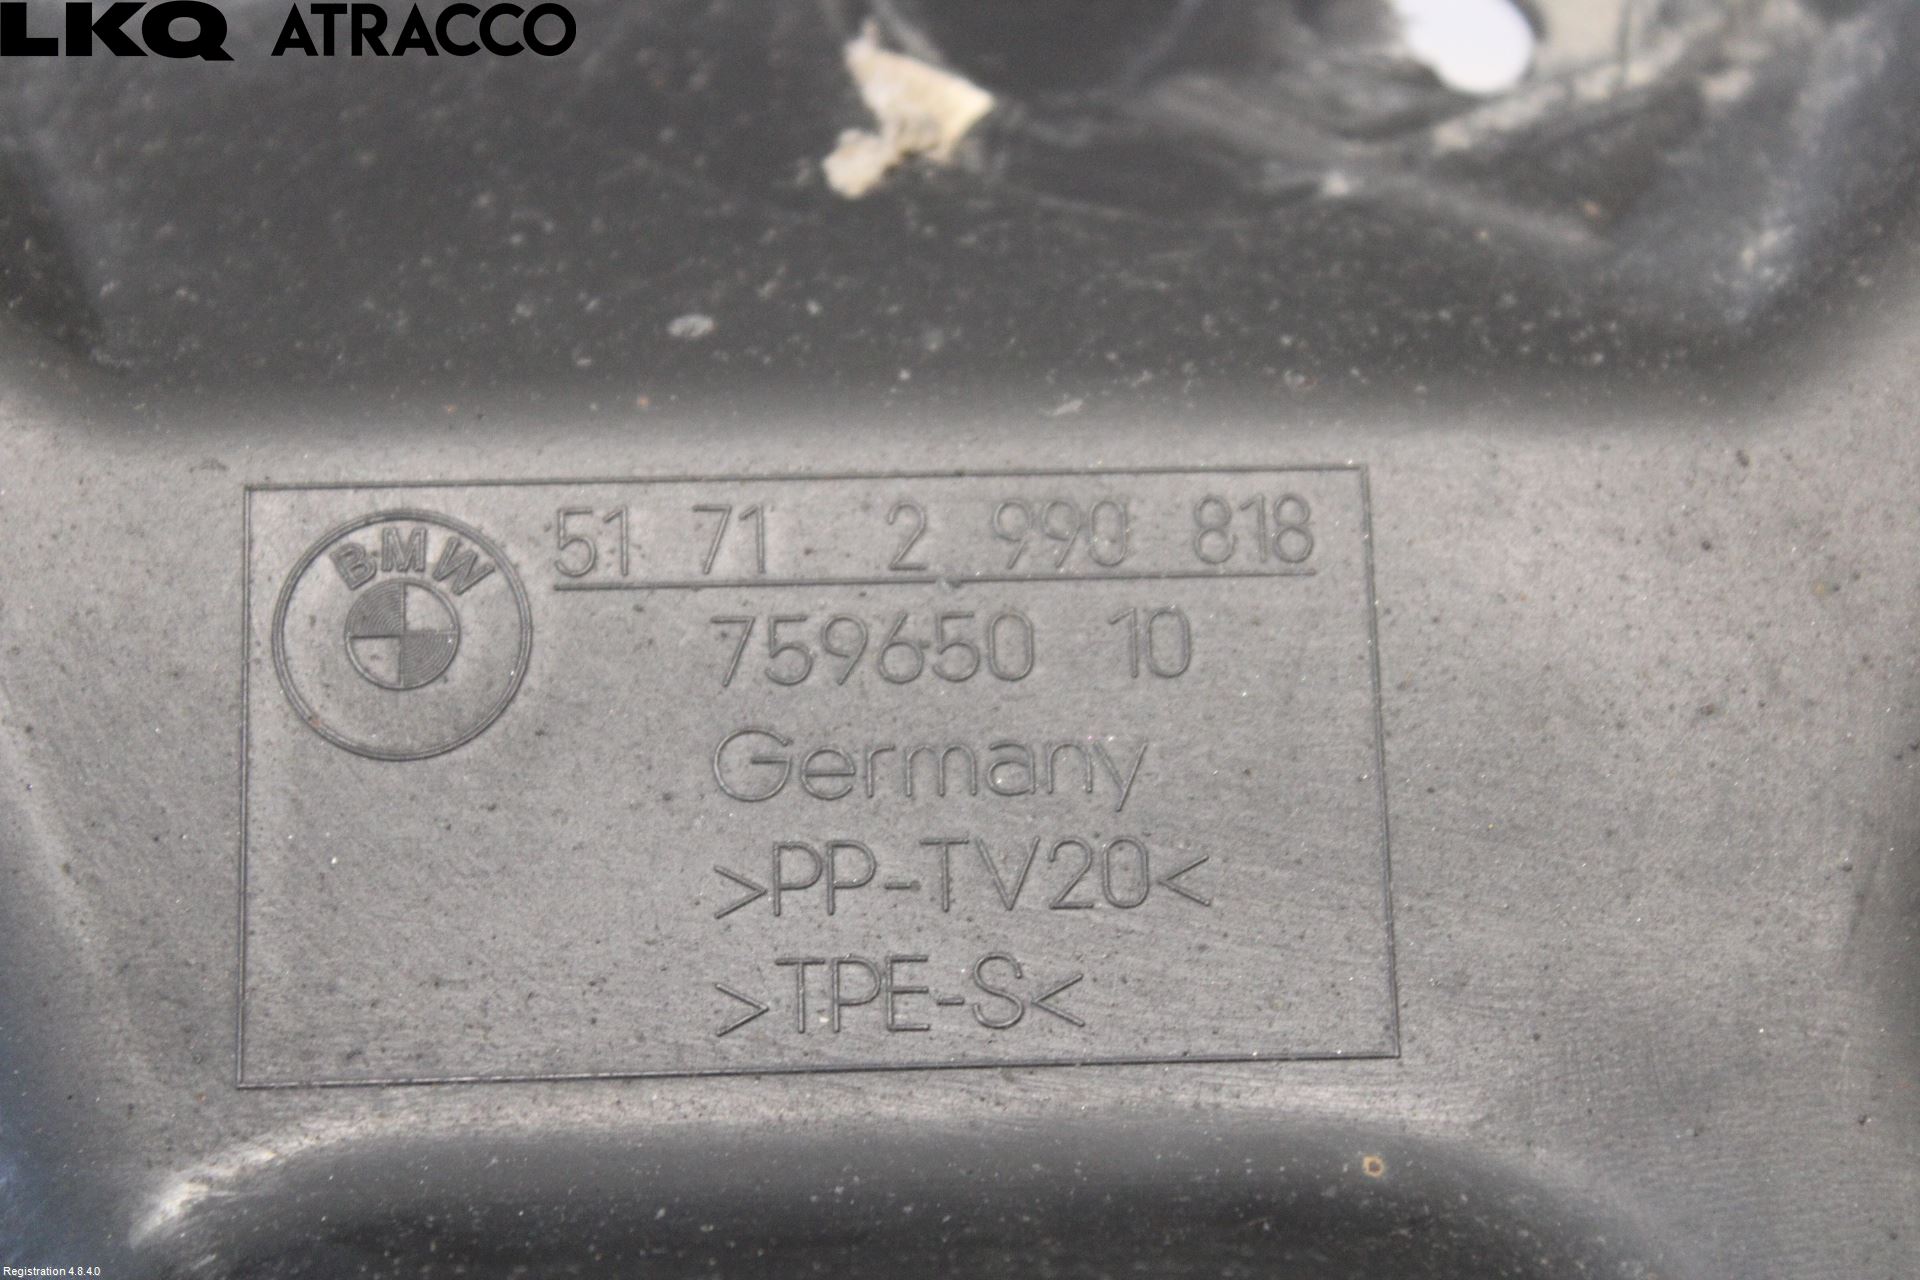 LKQ ATRACCO
BMW
51 71 2 990 818
759650 10
Germany
>PP-TV20<
>TPE-S<
Registration 4.8.4.0